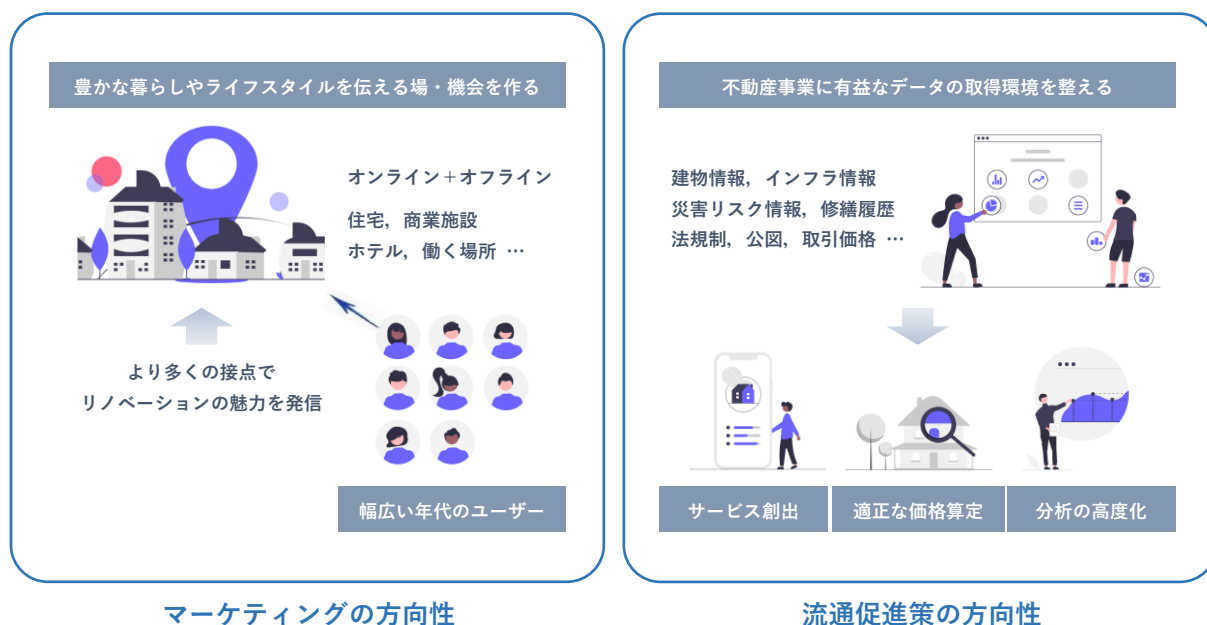 豊かな暮らしやライフスタイルを伝える場・機会を作る
オンライン＋オフライン
住宅，商業施設
ホテル，働く場所 …
より多くの接点で
リノベーションの魅力を発信
幅広い年代のユーザー
マーケティングの方向性
不動産事業に有益なデータの取得環境を整える
建物情報，インフラ情報
災害リスク情報，修繕履歴
法規制，公図，取引価格 …
サービス創出
適正な価格算定
分析の高度化
流通促進策の方向性